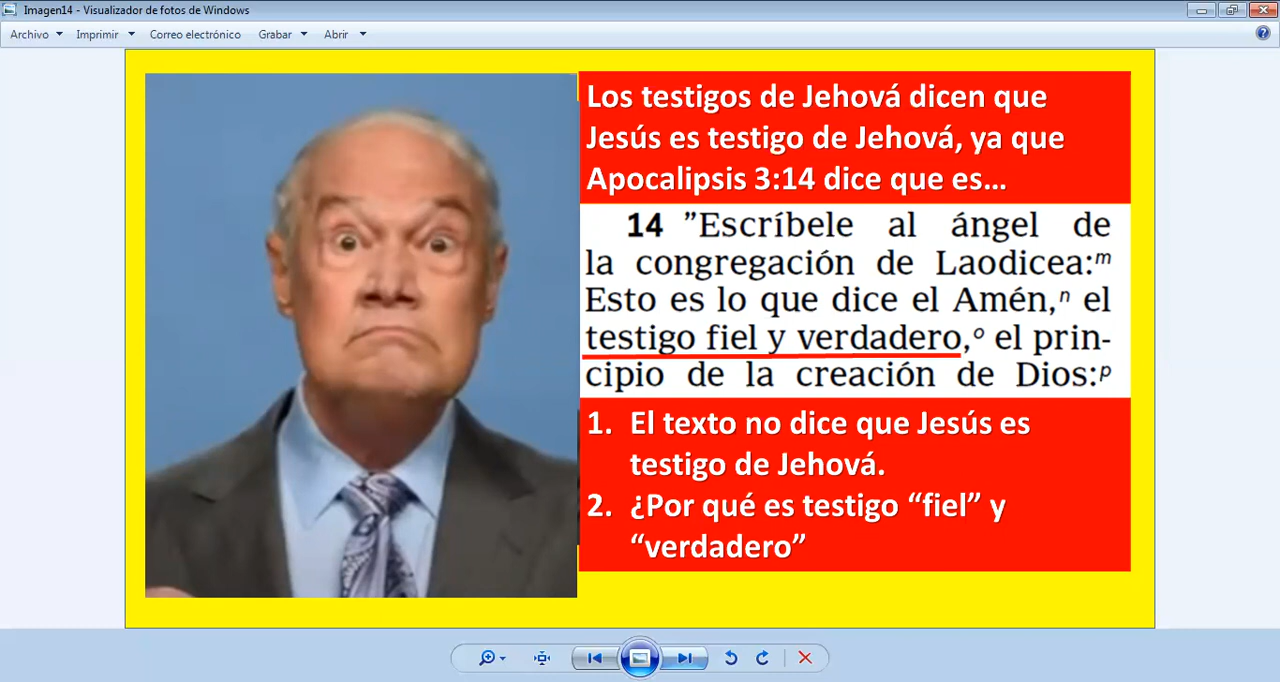 Imagen14 - Visualizador de fotos de Windows
Archivo Imprimir Correo electrónico Grabar Abrir
Los testigos de Jehová dicen que
Jesús es testigo de Jehová, ya que
Apocalipsis 3:14 dice que es...
14 ”Escríbele al ángel de
la congregación de Laodicea:ᵐ
Esto es lo que dice el Amén,ⁿ el
testigo fiel y verdadero,ᵒ el prin-
cipio de la creación de Dios:ᵖ
1. El texto no dice que Jesús es
testigo de Jehová.
2. ¿Por qué es testigo “fiel” y
“verdadero”